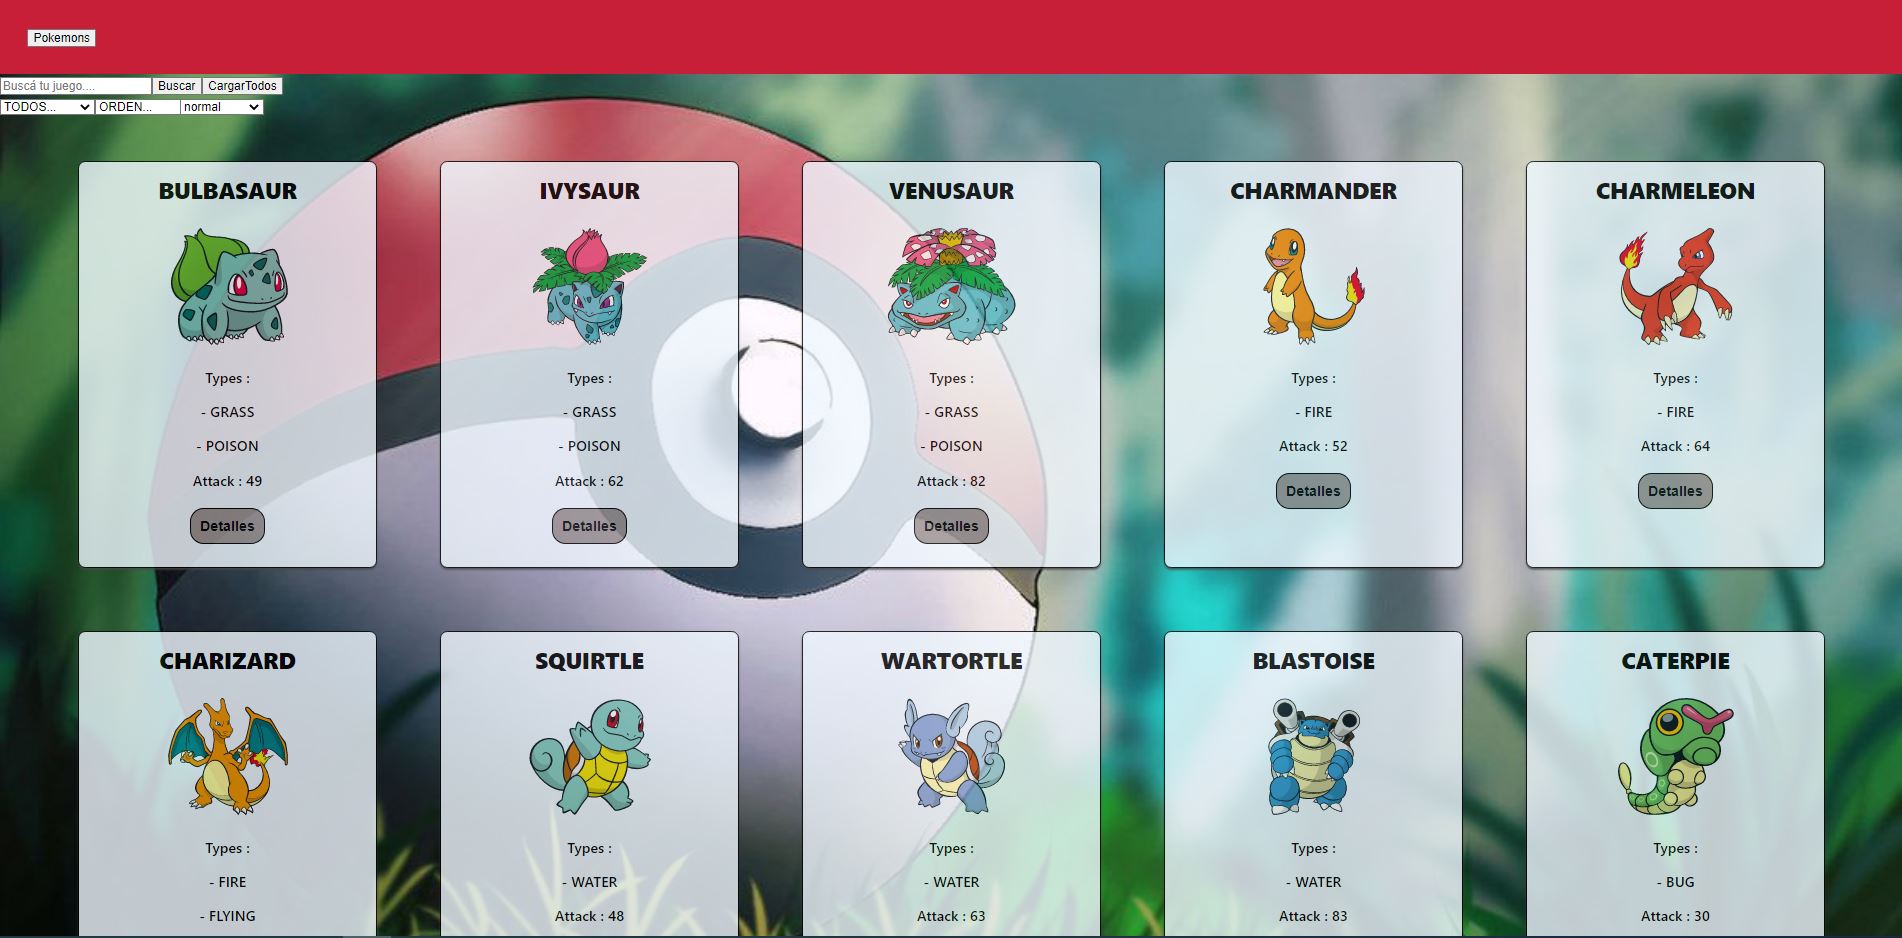 Pokemons
Buscá tu juego.... Buscar CargarTodos
TODOS... ORDEN... normal
BULBASAUR IVYSAUR VENUSAUR CHARMANDER CHARMELEON
Types : Types : Types : Types : Types :
- GRASS - GRASS - GRASS - FIRE - FIRE
- POISON - POISON - POISON Attack : 52 Attack : 64
Attack : 49 Attack : 62 Attack : 82 Detalles Detalles
Detalles Detalles Detalles
CHARIZARD SQUIRTLE WARTORTLE BLASTOISE CATERPIE
Types : Types : Types : Types : Types :
- FIRE - WATER - WATER - WATER - BUG
- FLYING Attack : 48 Attack : 63 Attack : 83 Attack : 30